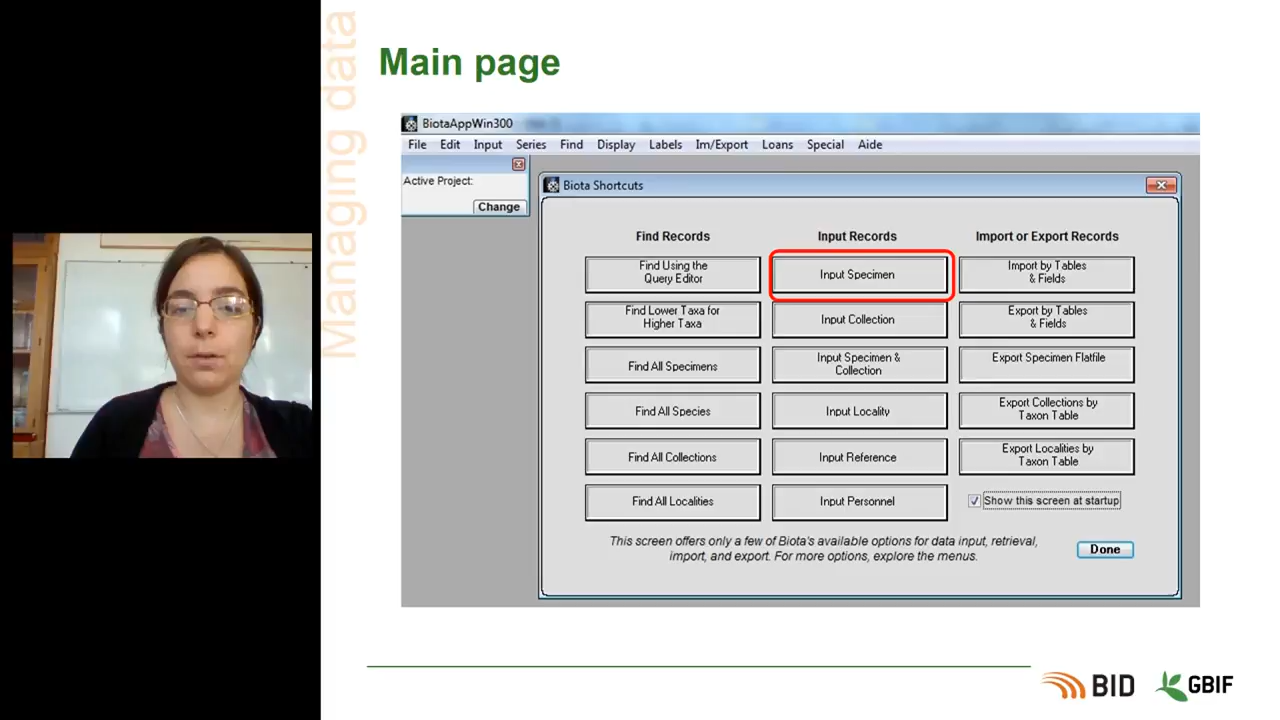 Managing data
Main page
BiotaAppWin300
File Edit Input Series Find Display Labels Im/Export Loans Special Aide
Active Project:
Change
Biota Shortcuts
Find Records
Find Using the
Query Editor
Find Lower Taxa for
Higher Taxa
Find All Specimens
Find All Species
Find All Collections
Find All Localities
Input Records
Input Specimen
Input Collection
Input Specimen &
Collection
Input Locality
Input Reference
Input Personnel
Import or Export Records
Import by Tables
& Fields
Export by Tables
& Fields
Export Specimen Flatfile
Export Collections by
Taxon Table
Export Localities by
Taxon Table
Show this screen at startup
This screen offers only a few of Biota's available options for data input, retrieval,
import, and export. For more options, explore the menus.
Done
BID
GBIF